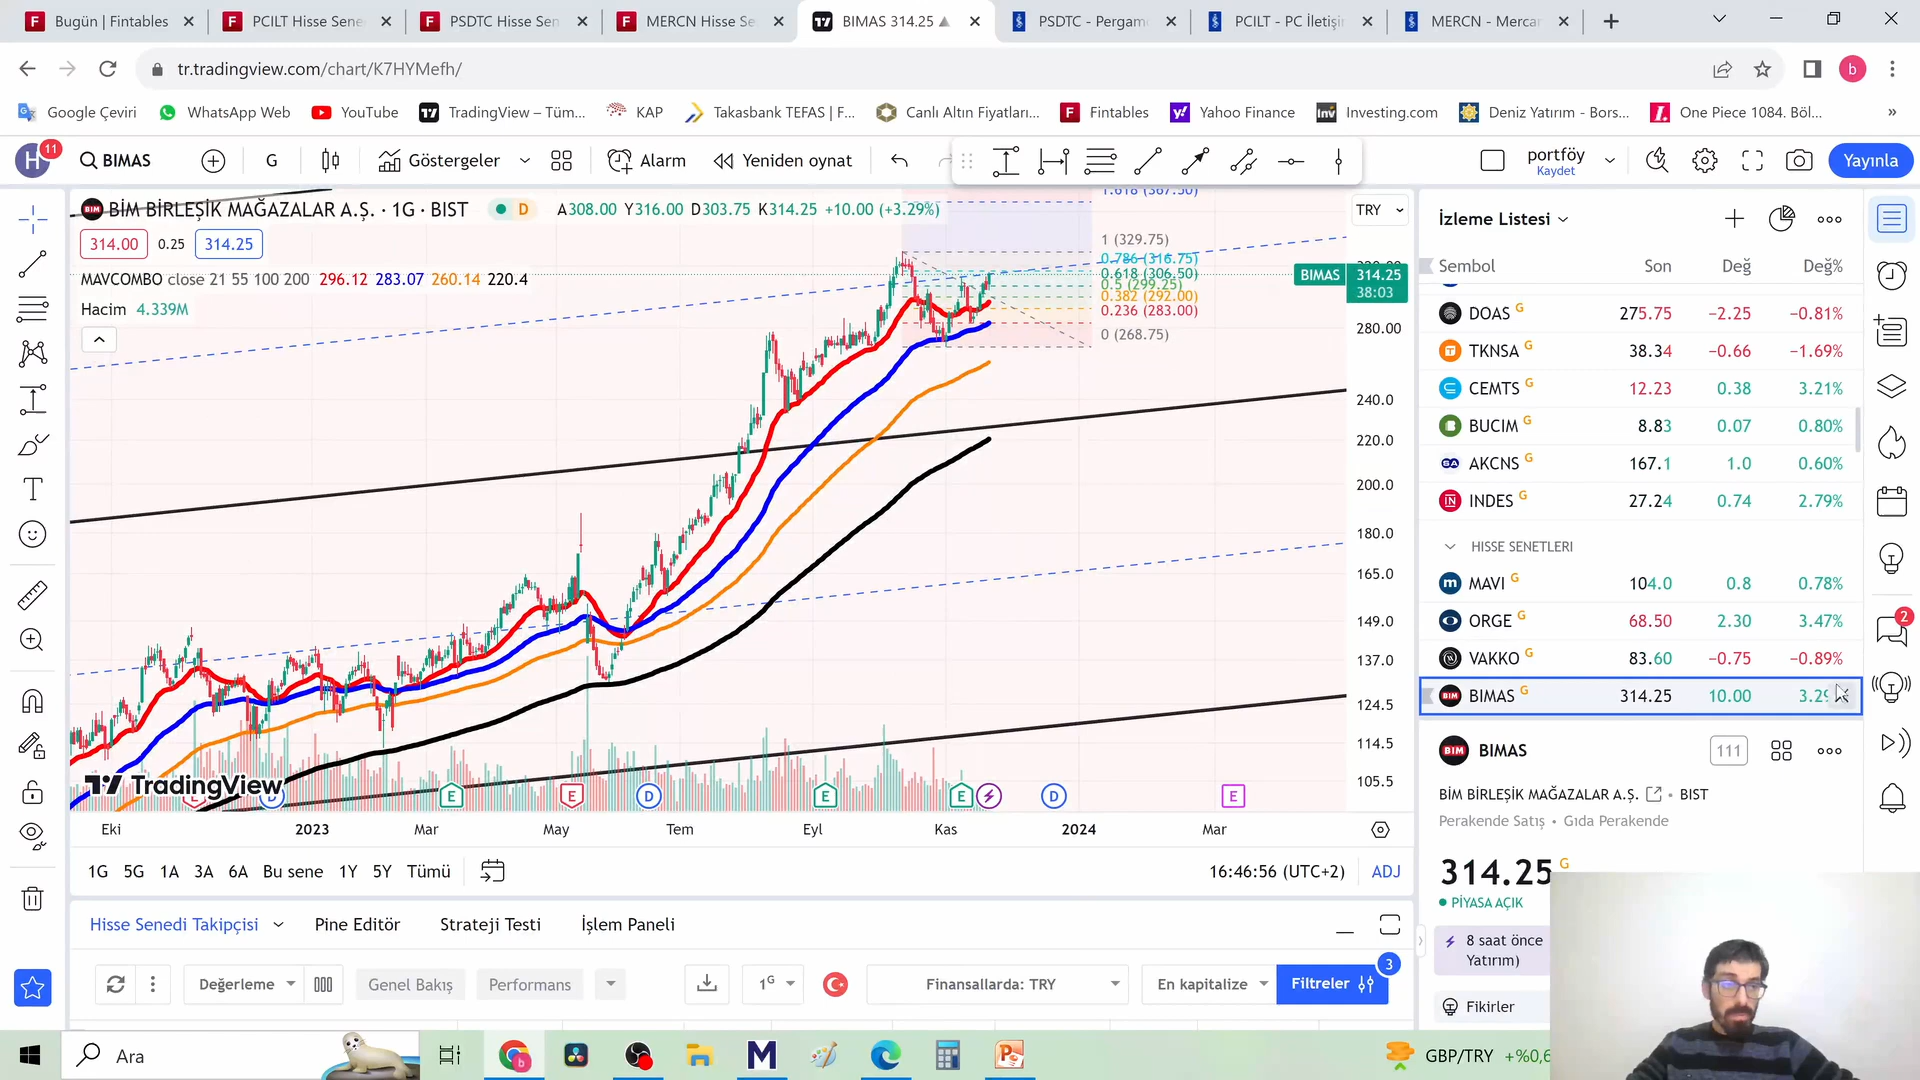 Bugün | Fintables
PCILT Hisse Sene
PSDTC Hisse Sen
MERCN Hisse Se
BIMAS 314.25
PSDTC - Pergam
PCILT - PC İletişi
MERCN - Merca
tr.tradingview.com/chart/K7HYMefh/
b
Google Çeviri
WhatsApp Web
YouTube
TradingView – Tüm...
KAP
Takasbank TEFAS | F...
Canlı Altın Fiyatları...
Fintables
Yahoo Finance
Investing.com
Deniz Yatırım - Bors...
One Piece 1084. Böl...
»
H
11
BIMAS
G
Göstergeler
Alarm
Yeniden oynat
portföy
Kaydet
Yayınla
BİM BİRLEŞİK MAĞAZALAR A.Ş. · 1G · BIST
D
A308.00 Y316.00 D303.75 K314.25 +10.00 (+3.29%)
314.00
0.25
314.25
MAVCOMBO close 21 55 100 200 296.12 283.07 260.14 220.4
Hacim 4.339M
1.618 (367.50)
1 (329.75)
0.786 (316.75)
0.618 (306.50)
0.5 (299.25)
0.382 (292.00)
0.236 (283.00)
0 (268.75)
TRY
BIMAS
314.25
38:03
280.00
240.0
220.0
200.0
180.0
165.0
149.0
137.0
124.5
114.5
105.5
TradingView
E
D
E
E
D
E
E
D
E
Eki
2023
Mar
May
Tem
Eyl
Kas
2024
Mar
1G 5G 1A 3A 6A Bu sene 1Y 5Y Tümü
16:46:56 (UTC+2)
ADJ
Hisse Senedi Takipçisi
Pine Editör
Strateji Testi
İşlem Paneli
Değerleme
Genel Bakış
Performans
1G
Finansallarda: TRY
En kapitalize
Filtreler
3
İzleme Listesi
Sembol Son Değ Değ%
DOAS G 275.75 −2.25 −0.81%
TKNSA G 38.34 −0.66 −1.69%
CEMTS G 12.23 0.38 3.21%
BUCIM G 8.83 0.07 0.80%
AKCNS G 167.1 1.0 0.60%
INDES G 27.24 0.74 2.79%
HISSE SENETLERI
MAVI G 104.0 0.8 0.78%
ORGE G 68.50 2.30 3.47%
VAKKO G 83.60 −0.75 −0.89%
BIMAS G 314.25 10.00 3.29
BIM
BIMAS
111
BİM BİRLEŞİK MAĞAZALAR A.Ş. • BIST
Perakende Satış • Gıda Perakende
314.25 G
PİYASA AÇIK
8 saat önce
Yatırım)
Fikirler
2
Ara
GBP/TRY +%0,6